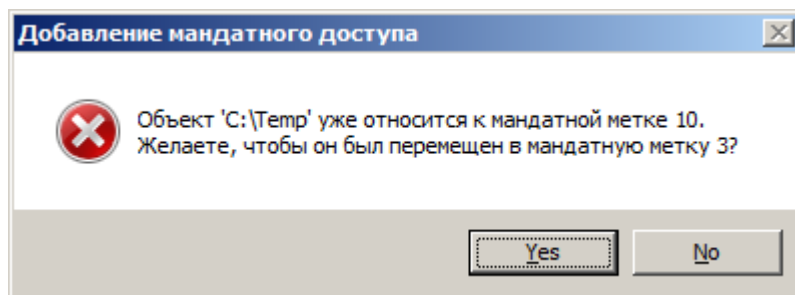 Добавление мандатного доступа
Объект 'C:\Temp' уже относится к мандатной метке 10.
Желаете, чтобы он был перемещен в мандатную метку 3?
Yes No